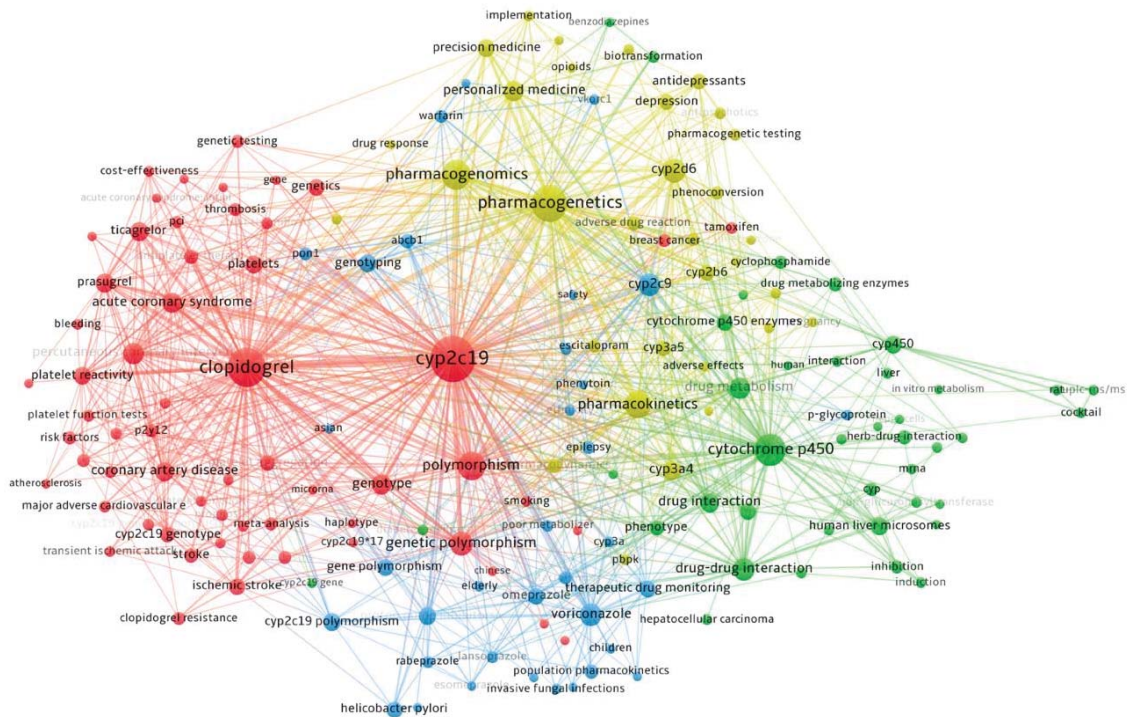 implementation
benzodiazepines
precision medicine
biotransformation
opioids
antidepressants
personalized medicine
depression
vkorc1
warfarin
antipsychotics
pharmacogenetic testing
genetic testing
drug response
cost-effectiveness
gene
genetics
pharmacogenomics
cyp2d6
phenoconversion
thrombosis
pharmacogenetics
pci
adverse drug reaction
tamoxifen
ticagrelor
abcb1
breast cancer
pon1
genotyping
platelets
cyclophosphamide
cyp2b6
prasugrel
cyp2c9
drug metabolizing enzymes
acute coronary syndrome
safety
bleeding
cytochrome p450 enzymes
cyp450
escitalopram
cyp3a5
percutaneous
clopidogrel
cyp2c19
adverse effects
human
interaction
liver
platelet reactivity
phenytoin
drug metabolism
in vitro metabolism
cocktail
pharmacokinetics
platelet function tests
p2y12
p-glycoprotein
asian
risk factors
epilepsy
cytochrome p450
herb-drug interaction
coronary artery disease
polymorphism
cyp3a4
mrna
atherosclerosis
microrna
genotype
cyp
major adverse cardiovascular e
smoking
drug interaction
meta-analysis
haplotype
poor metabolizer
phenotype
human liver microsomes
cyp2c19 genotype
cyp2c19*17
genetic polymorphism
cyp3a
transient ischemic attack
stroke
pbpk
gene polymorphism
chinese
drug-drug interaction
inhibition
induction
ischemic stroke
cyp2c19 gene
elderly
therapeutic drug monitoring
omeprazole
clopidogrel resistance
cyp2c19 polymorphism
voriconazole
hepatocellular carcinoma
children
rabeprazole
lansoprazole
population pharmacokinetics
esomeprazole
invasive fungal infections
helicobacter pylori